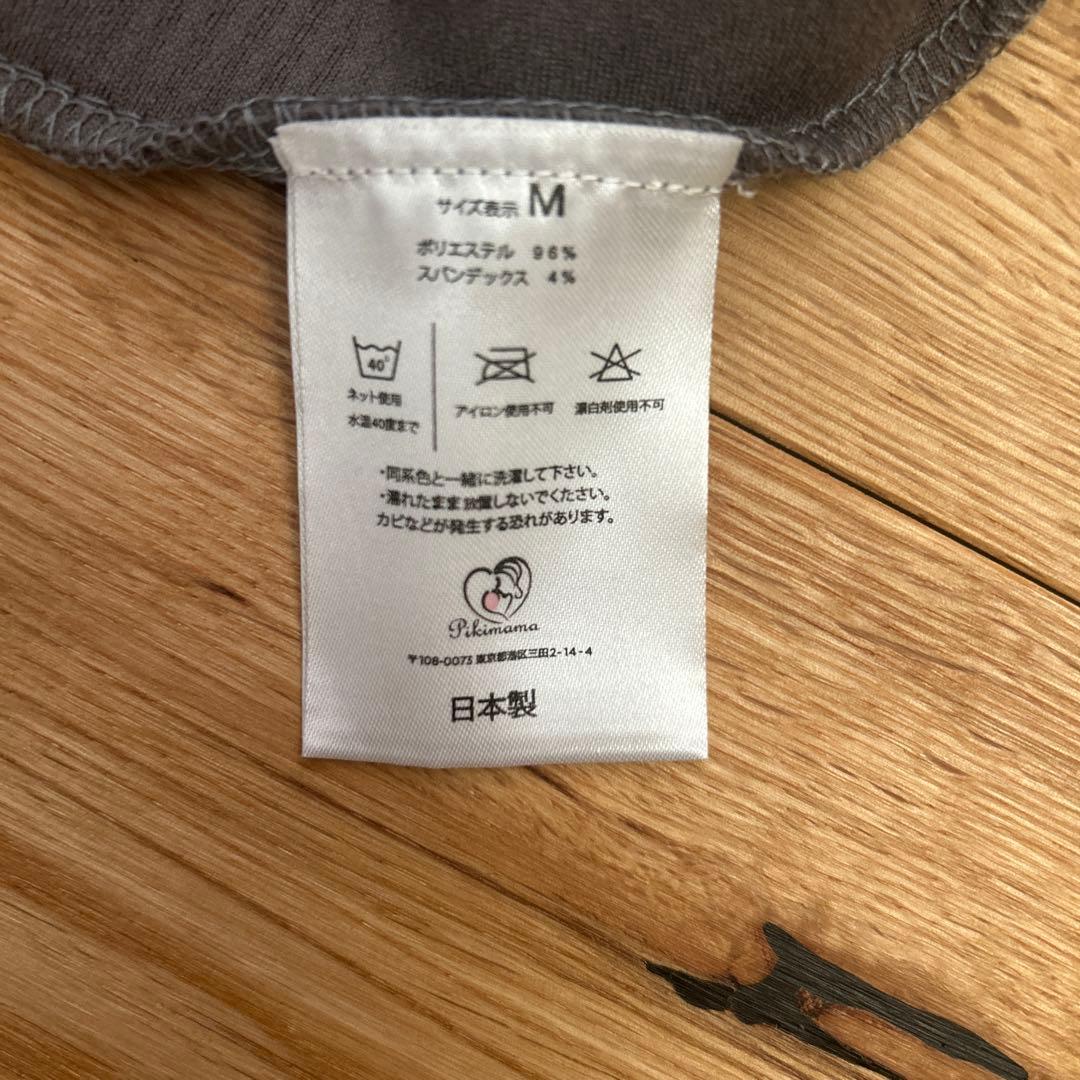 サイズ表示 M
ポリエステル 96%
スパンデックス 4%
40°
ネット使用
水温40度まで
アイロン使用不可
漂白剤使用不可
・同系色と一緒に洗濯して下さい。
・濡れたまま放置しないでください。
カビなどが発生する恐れがあります。
Pikimama
〒108-0073 東京都港区三田2-14-4
日本製